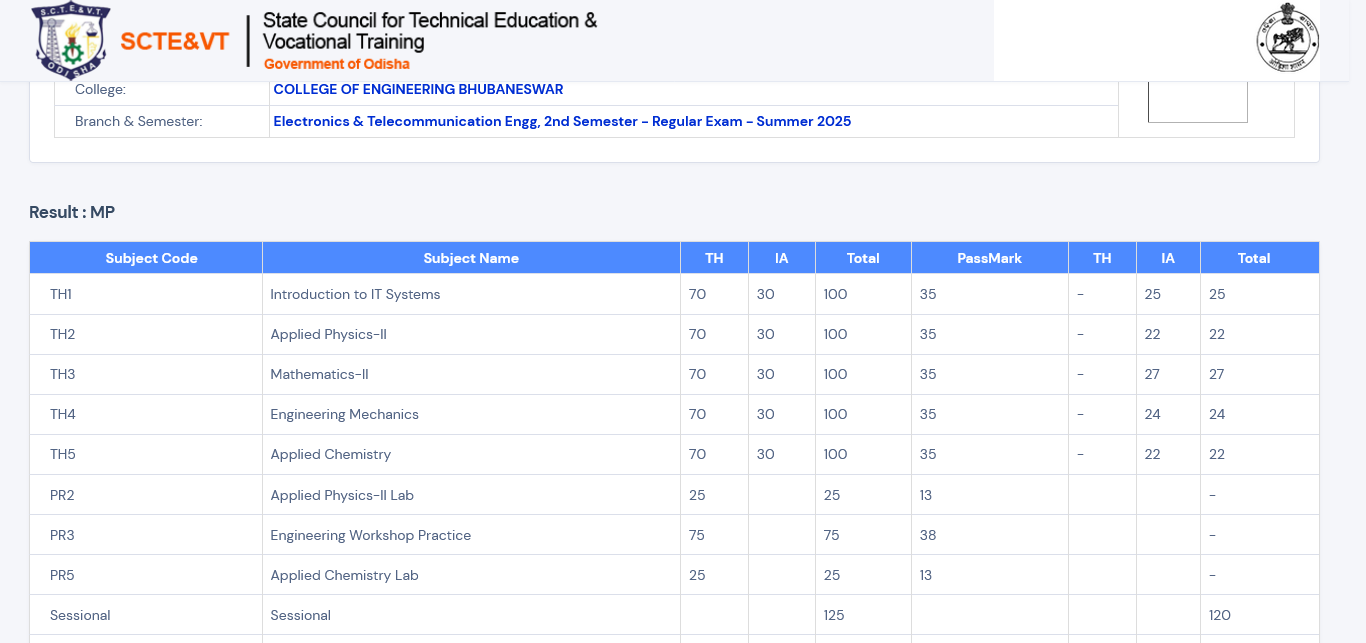 S.C.T.E.&V.T.
ODISHA
SCTE&VT
State Council for Technical Education &
Vocational Training
Government of Odisha
College: COLLEGE OF ENGINEERING BHUBANESWAR
Branch & Semester: Electronics & Telecommunication Engg, 2nd Semester - Regular Exam - Summer 2025
Result : MP
Subject Code Subject Name TH IA Total PassMark TH IA Total
TH1 Introduction to IT Systems 70 30 100 35 - 25 25
TH2 Applied Physics-II 70 30 100 35 - 22 22
TH3 Mathematics-II 70 30 100 35 - 27 27
TH4 Engineering Mechanics 70 30 100 35 - 24 24
TH5 Applied Chemistry 70 30 100 35 - 22 22
PR2 Applied Physics-II Lab 25 25 13 -
PR3 Engineering Workshop Practice 75 75 38 -
PR5 Applied Chemistry Lab 25 25 13 -
Sessional Sessional 125 120